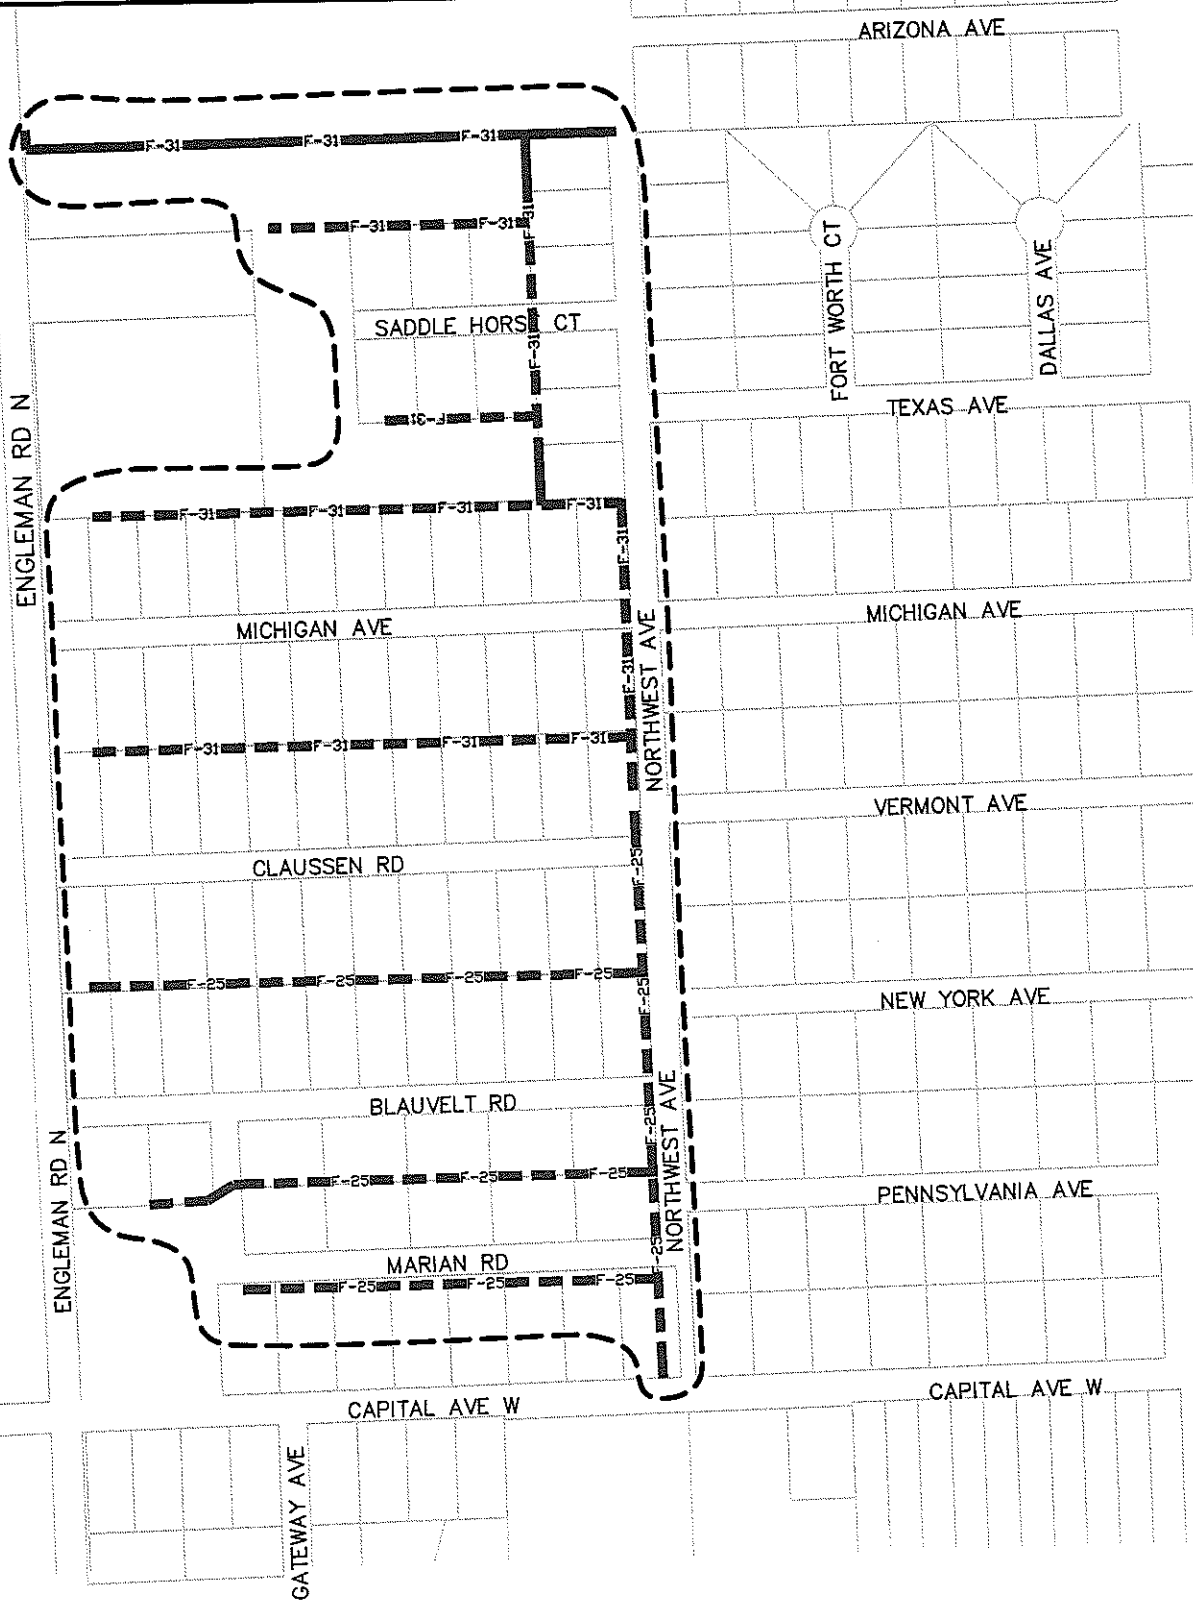 ARIZONA AVE
F-31
F-31
F-31
F-31
F-31
F-31
FORT WORTH CT
DALLAS AVE
SADDLE HORSE CT
F-31
ENGLEMAN RD N
TEXAS AVE
F-31
F-31
F-31
F-31
F-31
F-31
MICHIGAN AVE
MICHIGAN AVE
NORTHWEST AVE
F-31
F-31
F-31
F-31
F-31
VERMONT AVE
CLAUSSEN RD
F-25
F-25
F-25
F-25
F-25
F-25
NEW YORK AVE
BLAUVELT RD
F-25
NORTHWEST AVE
ENGLEMAN RD N
F-25
F-25
F-25
PENNSYLVANIA AVE
MARIAN RD
F-25
F-25
F-25
F-25
CAPITAL AVE W
CAPITAL AVE W
GATEWAY AVE